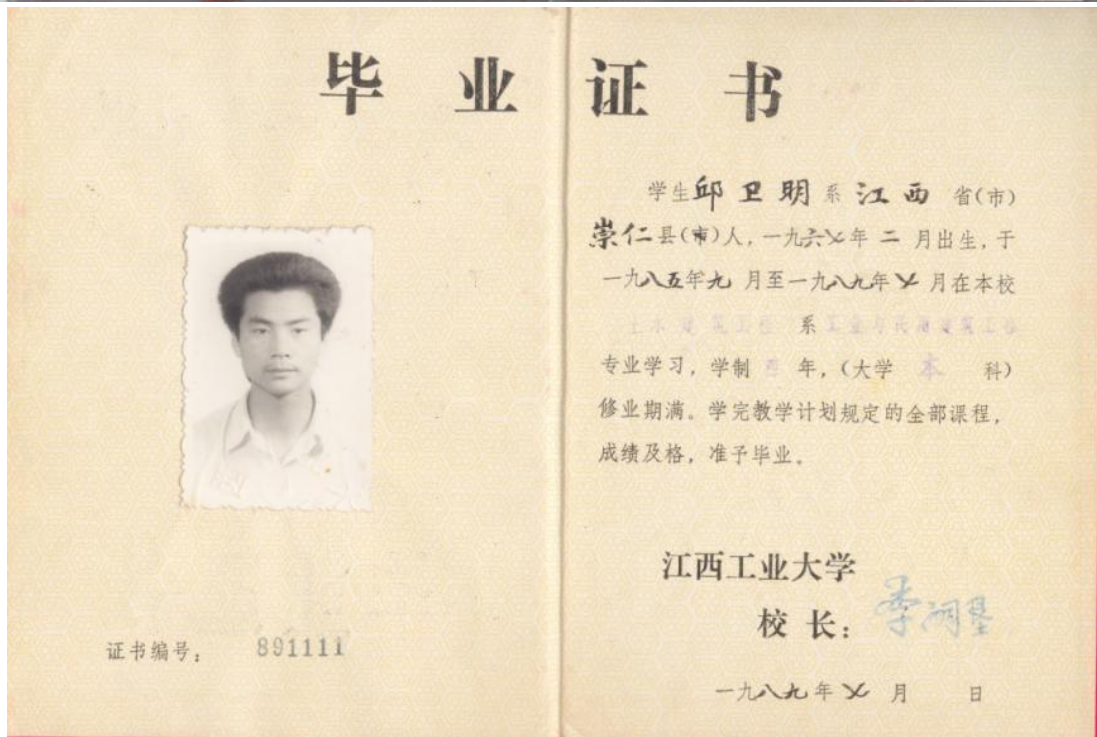 毕业证书
学生邱卫明系江西省(市)
崇仁县(市)人,一九六七年二月出生,于
一九八五年九月至一九八九年七月在本校
土木建筑工程系工业与民用建筑工程
专业学习,学制四年,(大学本科)
修业期满。学完教学计划规定的全部课程,
成绩及格,准予毕业。
江西工业大学
校长:
一九八九年七月 日
证书编号:891111